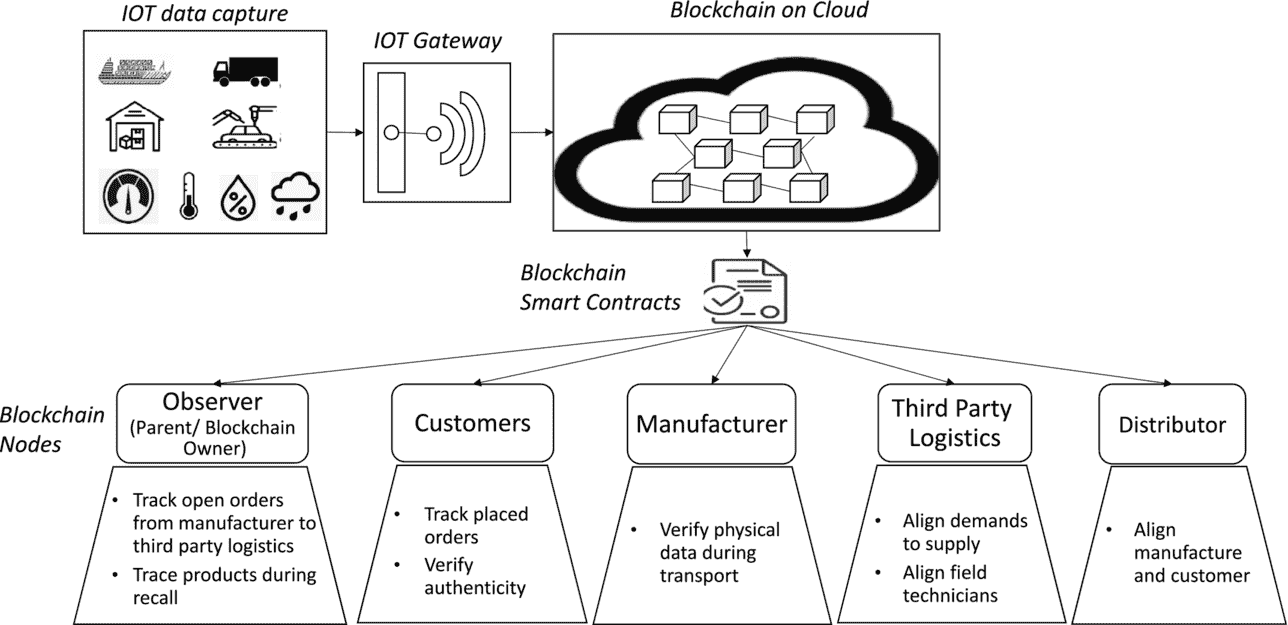 IOT data capture
IOT Gateway
Blockchain on Cloud
%
Blockchain
Smart Contracts
Blockchain
Nodes
Observer
(Parent/ Blockchain
Owner)
Customers
Manufacturer
Third Party
Logistics
Distributor
• Track open orders
from manufacturer to
third party logistics
• Trace products during
recall
• Track placed
orders
• Verify
authenticity
• Verify physical
data during
transport
• Align demands
to supply
• Align field
technicians
• Align
manufacture
and customer